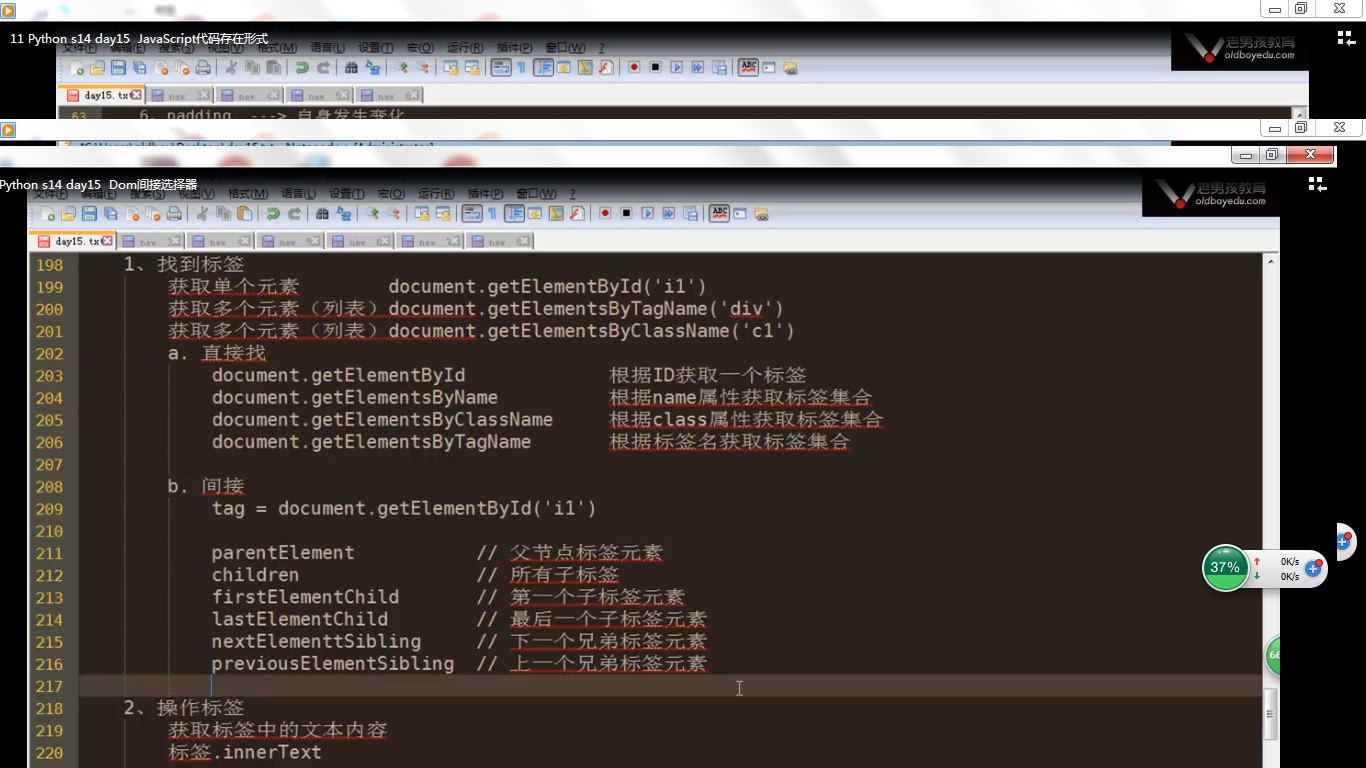 11 Python s14 day15 JavaScript代码存在形式
老男孩教育
oldboyedu.com
文件(F) 编辑(E) 搜索(S) 视图(V) 格式(M) 语言(L) 设置(T) 宏(O) 运行(R) 插件(P) 窗口(W) ?
ABC
day15.tx new new new new
63 6. padding ---> 自身发生变化
Python s14 day15 Dom间接选择器
老男孩教育
oldboyedu.com
文件(F) 编辑(E) 搜索(S) 视图(V) 格式(M) 语言(L) 设置(T) 宏(O) 运行(R) 插件(P) 窗口(W) ?
ABC
day15.tx new new new new new new
198 1、找到标签
199 获取单个元素 document.getElementById('i1')
200 获取多个元素（列表）document.getElementsByTagName('div')
201 获取多个元素（列表）document.getElementsByClassName('c1')
202 a. 直接找
203 document.getElementById 根据ID获取一个标签
204 document.getElementsByName 根据name属性获取标签集合
205 document.getElementsByClassName 根据class属性获取标签集合
206 document.getElementsByTagName 根据标签名获取标签集合
207
208 b. 间接
209 tag = document.getElementById('i1')
210
211 parentElement // 父节点标签元素
212 children // 所有子标签
213 firstElementChild // 第一个子标签元素
214 lastElementChild // 最后一个子标签元素
215 nextElementtSibling // 下一个兄弟标签元素
216 previousElementSibling // 上一个兄弟标签元素
217
218 2、操作标签
219 获取标签中的文本内容
220 标签.innerText
37% 0K/s
0K/s